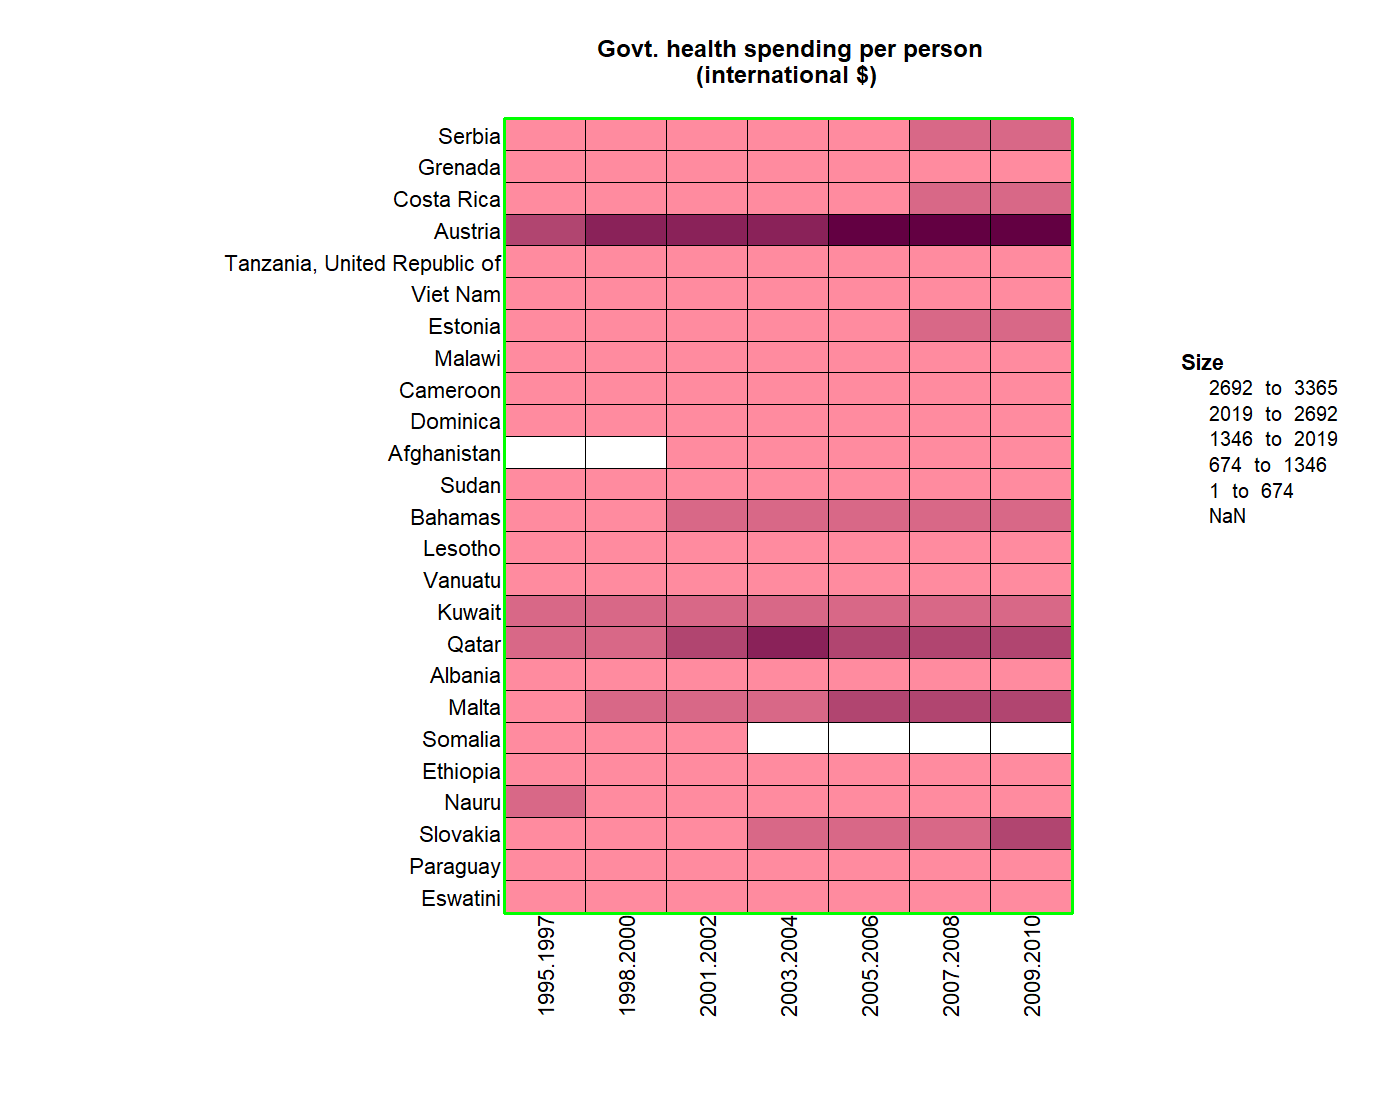 Govt. health spending per person
(international $)
Serbia
Grenada
Costa Rica
Austria
Tanzania, United Republic of
Viet Nam
Estonia
Malawi
Cameroon
Dominica
Afghanistan
Sudan
Bahamas
Lesotho
Vanuatu
Kuwait
Qatar
Albania
Malta
Somalia
Ethiopia
Nauru
Slovakia
Paraguay
Eswatini
1995.1997
1998.2000
2001.2002
2003.2004
2005.2006
2007.2008
2009.2010
Size
2692 to 3365
2019 to 2692
1346 to 2019
674 to 1346
1 to 674
NaN